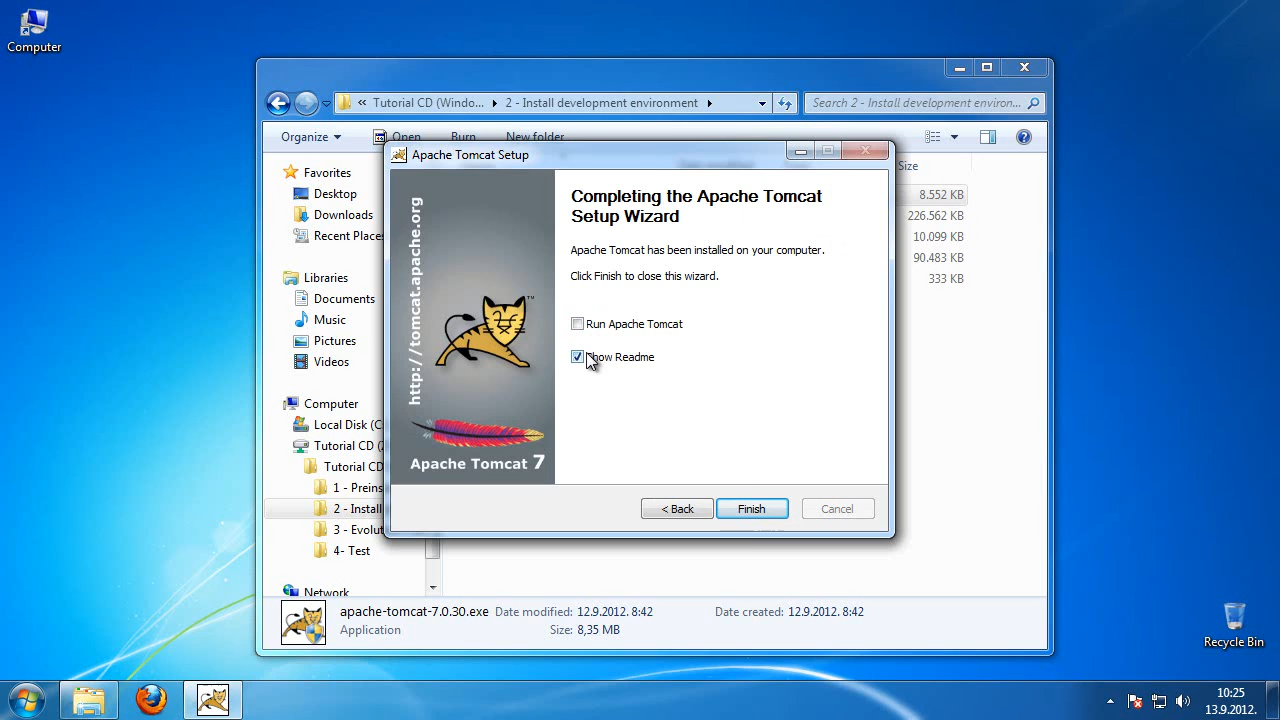 Computer
« Tutorial CD (Windo... ▸ 2 - Install development environment ▸
Search 2 - Install development environ...
Organize
Open
Burn
New folder
Size
Favorites
Desktop
Downloads
Recent Places
Libraries
Documents
Music
Pictures
Videos
Computer
Local Disk (C
Tutorial CD (
Tutorial CD
1 - Preins
2 - Install
3 - Evolu
4- Test
Network
8.552 KB
226.562 KB
10.099 KB
90.483 KB
333 KB
Apache Tomcat Setup
http://tomcat.apache.org
TM
Apache Tomcat 7
Completing the Apache Tomcat
Setup Wizard
Apache Tomcat has been installed on your computer.
Click Finish to close this wizard.
Run Apache Tomcat
Show Readme
< Back
Finish
Cancel
apache-tomcat-7.0.30.exe
Date modified: 12.9.2012. 8:42
Date created: 12.9.2012. 8:42
Application
Size: 8,35 MB
Recycle Bin
10:25
13.9.2012.